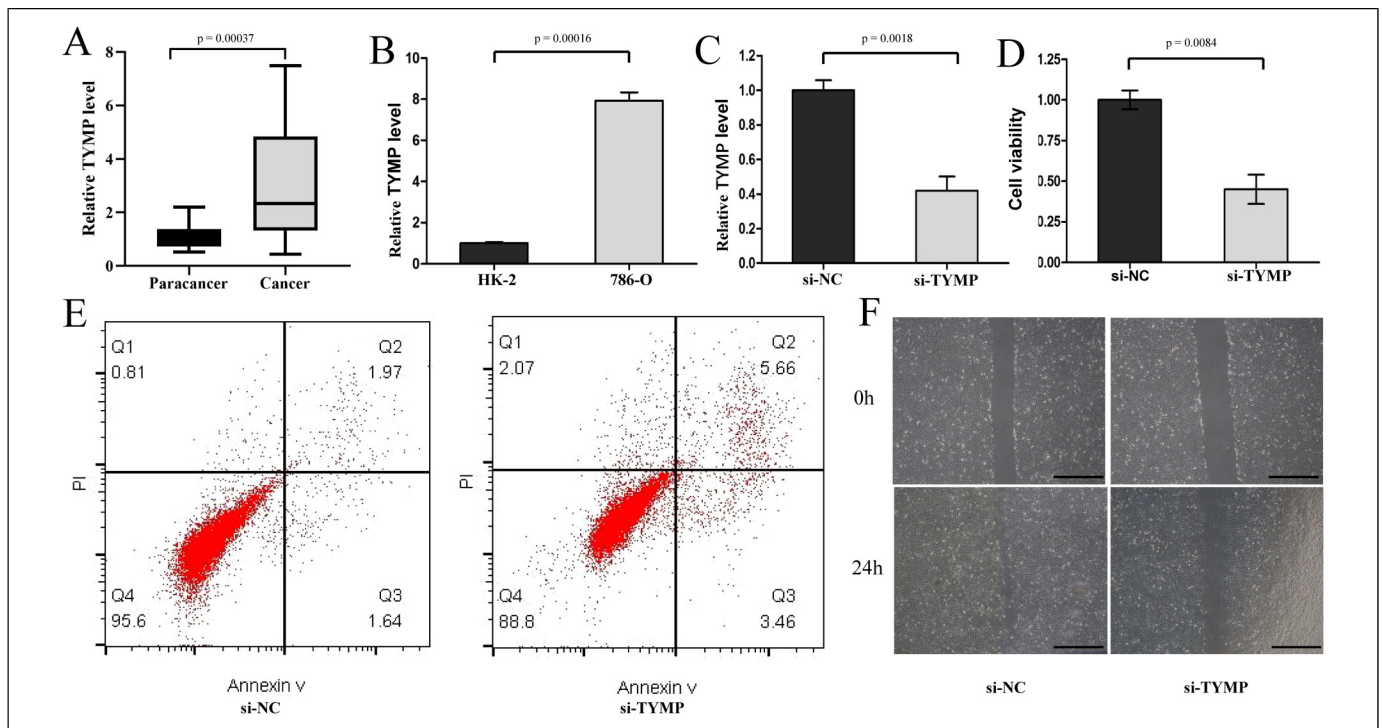 A
Relative TYMP level
8
6
4
2
0
p = 0.00037
Paracancer
Cancer
B
Relative TYMP level
10
8
6
4
2
0
p = 0.00016
HK-2
786-O
C
Relative TYMP level
1.2
1.0
0.8
0.6
0.4
0.2
0.0
p = 0.0018
si-NC
si-TYMP
D
Cell viability
1.25
1.00
0.75
0.50
0.25
0.00
p = 0.0084
si-NC
si-TYMP
E
PI
Q1
0.81
Q2
1.97
Q4
95.6
Q3
1.64
Annexin v
si-NC
PI
Q1
2.07
Q2
5.66
Q4
88.8
Q3
3.46
Annexin v
si-TYMP
F
0h
24h
si-NC
si-TYMP